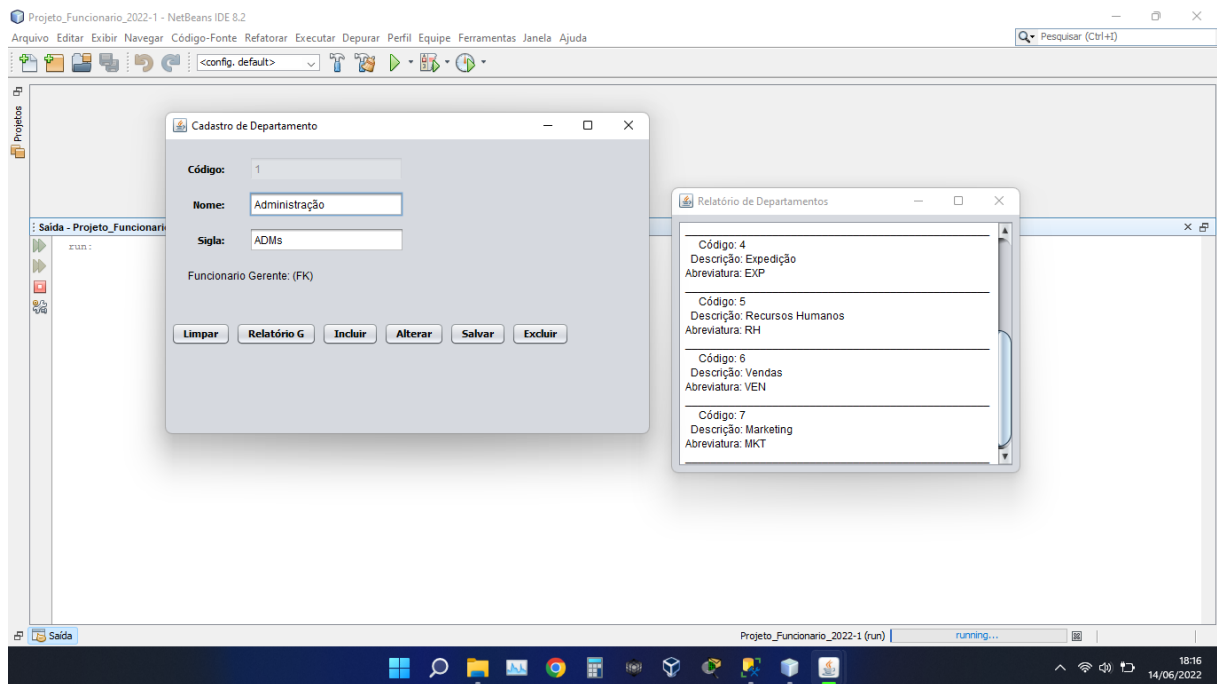 Projeto_Funcionario_2022-1 - NetBeans IDE 8.2
Arquivo Editar Exibir Navegar Código-Fonte Refatorar Executar Depurar Perfil Equipe Ferramentas Janela Ajuda
Pesquisar (Ctrl+I)
<config. default>
Projetos
Cadastro de Departamento
Código: 1
Nome: Administração
Sigla: ADMs
Funcionario Gerente: (FK)
Limpar Relatório G Incluir Alterar Salvar Excluir
Relatório de Departamentos
Código: 4
Descrição: Expedição
Abreviatura: EXP
Código: 5
Descrição: Recursos Humanos
Abreviatura: RH
Código: 6
Descrição: Vendas
Abreviatura: VEN
Código: 7
Descrição: Marketing
Abreviatura: MKT
Saída - Projeto_Funcionari
run:
Saída
Projeto_Funcionario_2022-1 (run) running...
18:16
14/06/2022